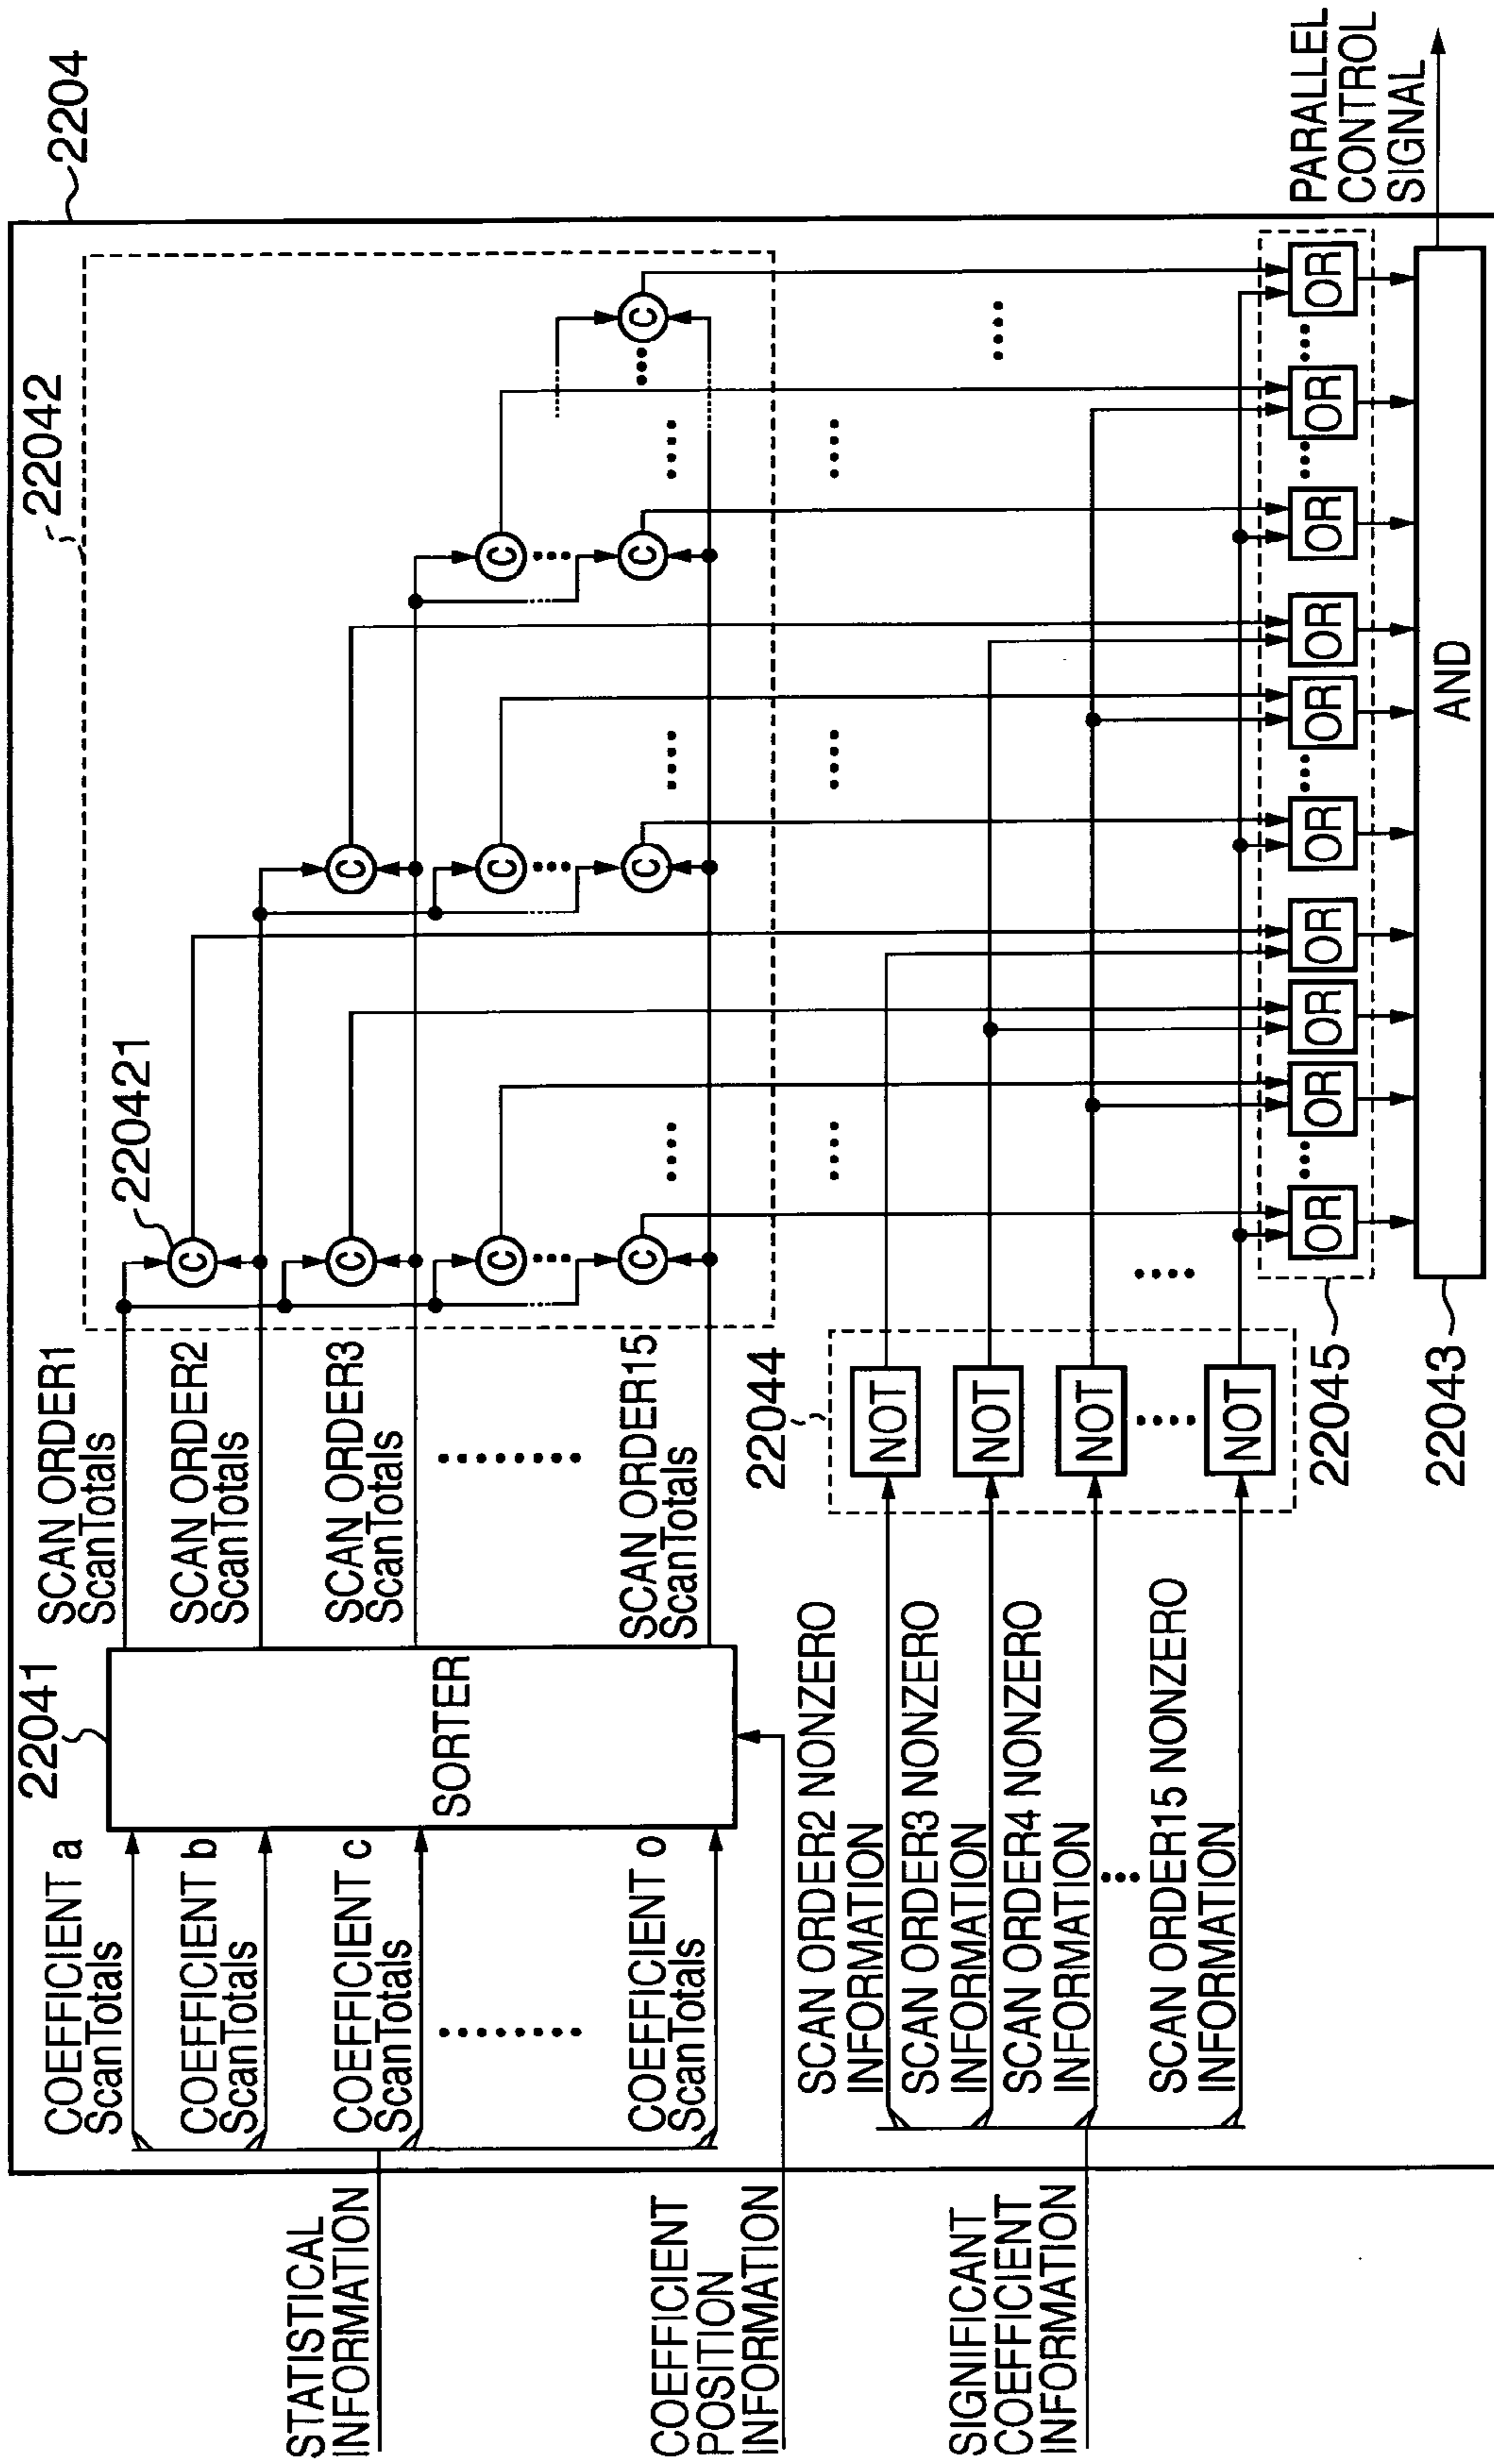 2204
22041
22042
220421
STATISTICAL
INFORMATION
COEFFICIENT a
ScanTotals
COEFFICIENT b
ScanTotals
COEFFICIENT c
ScanTotals
COEFFICIENT o
ScanTotals
COEFFICIENT
POSITION
INFORMATION
SORTER
SCAN ORDER1
ScanTotals
SCAN ORDER2
ScanTotals
SCAN ORDER3
ScanTotals
SCAN ORDER15
ScanTotals
C
C
C
C
C
C
C
C
C
C
SIGNIFICANT
COEFFICIENT
INFORMATION
SCAN ORDER2 NONZERO
INFORMATION
SCAN ORDER3 NONZERO
INFORMATION
SCAN ORDER4 NONZERO
INFORMATION
SCAN ORDER15 NONZERO
INFORMATION
22044
NOT
NOT
NOT
NOT
22045
OR
OR
OR
OR
OR
OR
OR
OR
OR
OR
22043
AND
PARALLEL
CONTROL
SIGNAL